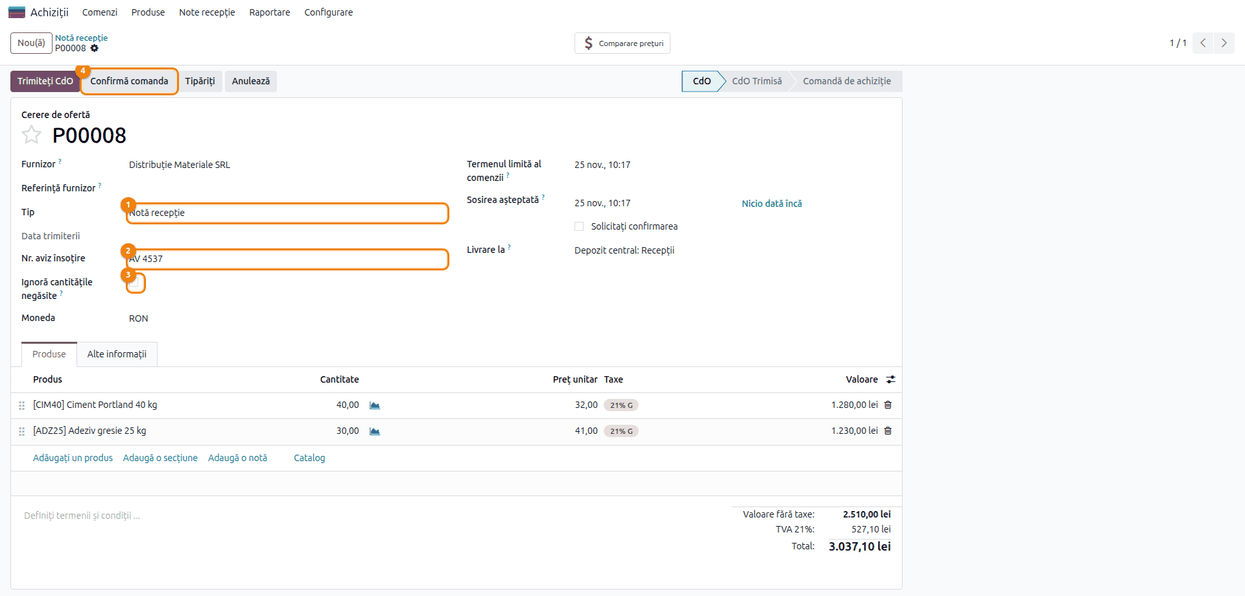 Achiziții Comenzi Produse Note recepție Raportare Configurare
Nou(ă) Notă recepție
P00008
$ Comparare prețuri
1 / 1
Trimiteți CdO 4 Confirmă comanda Tipăriți Anulează
CdO CdO Trimisă Comandă de achiziție
Cerere de ofertă
P00008
Furnizor ? Distribuție Materiale SRL
Referință furnizor ?
Tip 1 Notă recepție
Data trimiterii
Nr. aviz însoțire 2 AV 4537
Ignoră cantitățile
negăsite ? 3
Moneda RON
Termenul limită al
comenzii ? 25 nov., 10:17
Sosirea așteptată ? 25 nov., 10:17 Nicio dată încă
Solicitați confirmarea
Livrare la ? Depozit central: Recepții
Produse Alte informații
Produs Cantitate Preț unitar Taxe Valoare
[CIM40] Ciment Portland 40 kg 40,00 32,00 21% G 1.280,00 lei
[ADZ25] Adeziv gresie 25 kg 30,00 41,00 21% G 1.230,00 lei
Adăugați un produs Adaugă o secțiune Adaugă o notă Catalog
Definiți termenii și condiții ...
Valoare fără taxe: 2.510,00 lei
TVA 21%: 527,10 lei
Total: 3.037,10 lei